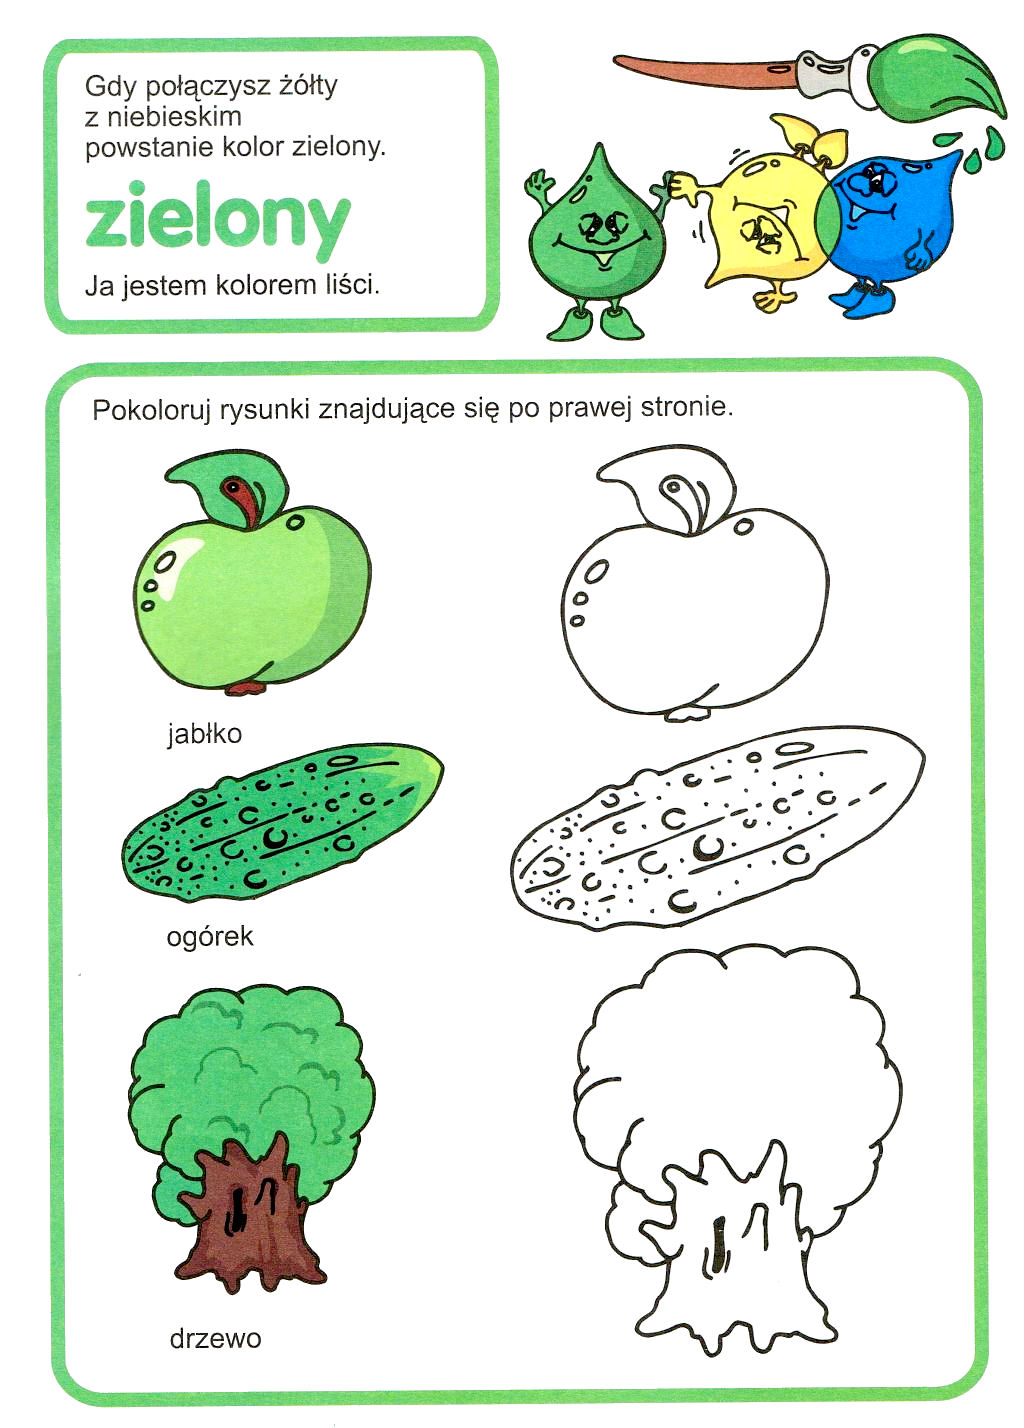 Gdy połączysz żółty
z niebieskim
powstanie kolor zielony.
zielony
Ja jestem kolorem liści.
Pokoloruj rysunki znajdujące się po prawej stronie.
jabłko
ogórek
drzewo